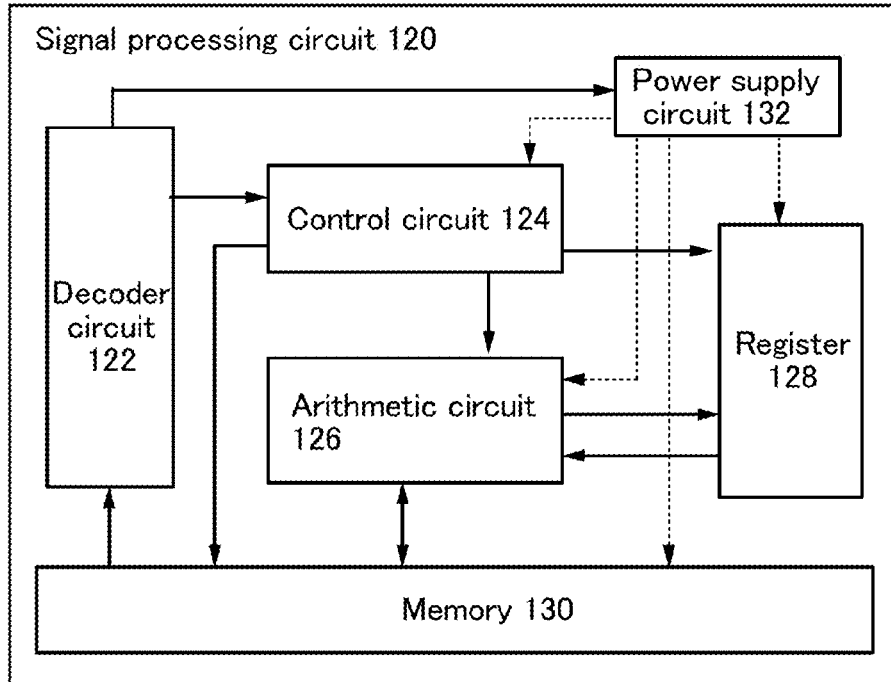 Signal processing circuit 120
Power supply
circuit 132
Control circuit 124
Decoder
circuit
122
Register
128
Arithmetic circuit
126
Memory 130